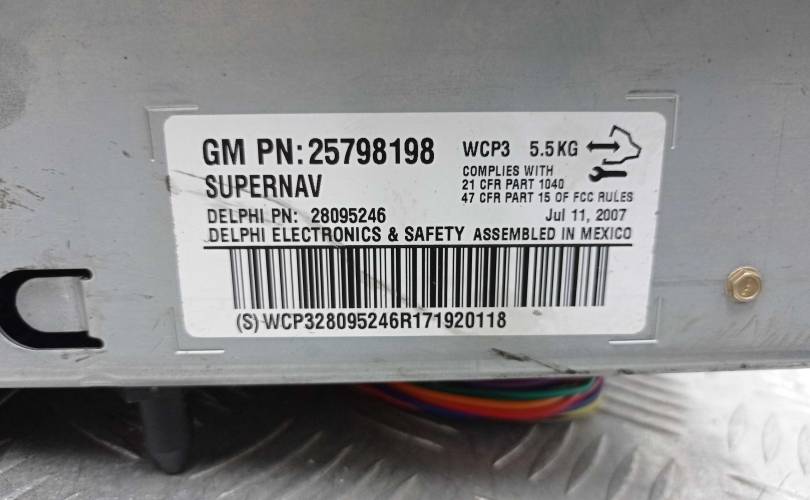 GM PN: 25798198 WCP3 5.5KG
SUPERNAV
COMPLIES WITH
21 CFR PART 1040
47 CFR PART 15 OF FCC RULES
DELPHI PN: 28095246 Jul 11, 2007
DELPHI ELECTRONICS & SAFETY ASSEMBLED IN MEXICO
(S) WCP328095246R171920118